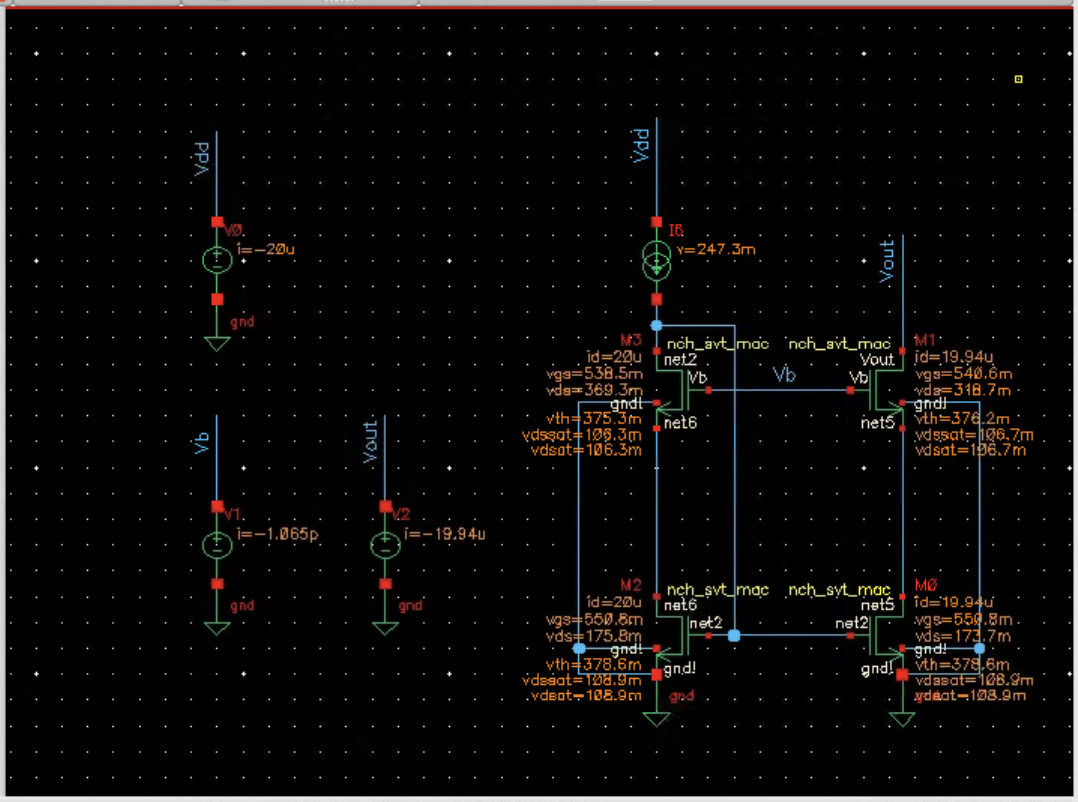 Vdd
V0
i=-20u
gnd
Vb
V1
i=-1.065p
gnd
Vout
V2
i=-19.94u
gnd
Vdd
I6
v=247.3m
Vout
M3
nch_svt_mac
id=20u
net2
vgs=538.5m
Vb
vds=369.3m
gnd!
vth=375.3m
net6
vdssat=106.3m
vdsat=106.3m
Vb
nch_svt_mac
M1
Vout
id=19.94u
Vb
vgs=540.6m
vds=318.7m
gnd!
vth=376.2m
net5
vdssat=106.7m
vdsat=106.7m
M2
nch_svt_mac
id=20u
net6
vgs=550.8m
net2
vds=175.8m
gnd!
vth=378.6m
gnd!
vdssat=108.9m
vdsat=108.9m
gnd
nch_svt_mac
M0
net5
id=19.94u
net2
vgs=550.8m
vds=173.7m
gnd!
vth=378.6m
gnd!
vdssat=108.9m
vdsat=108.9m